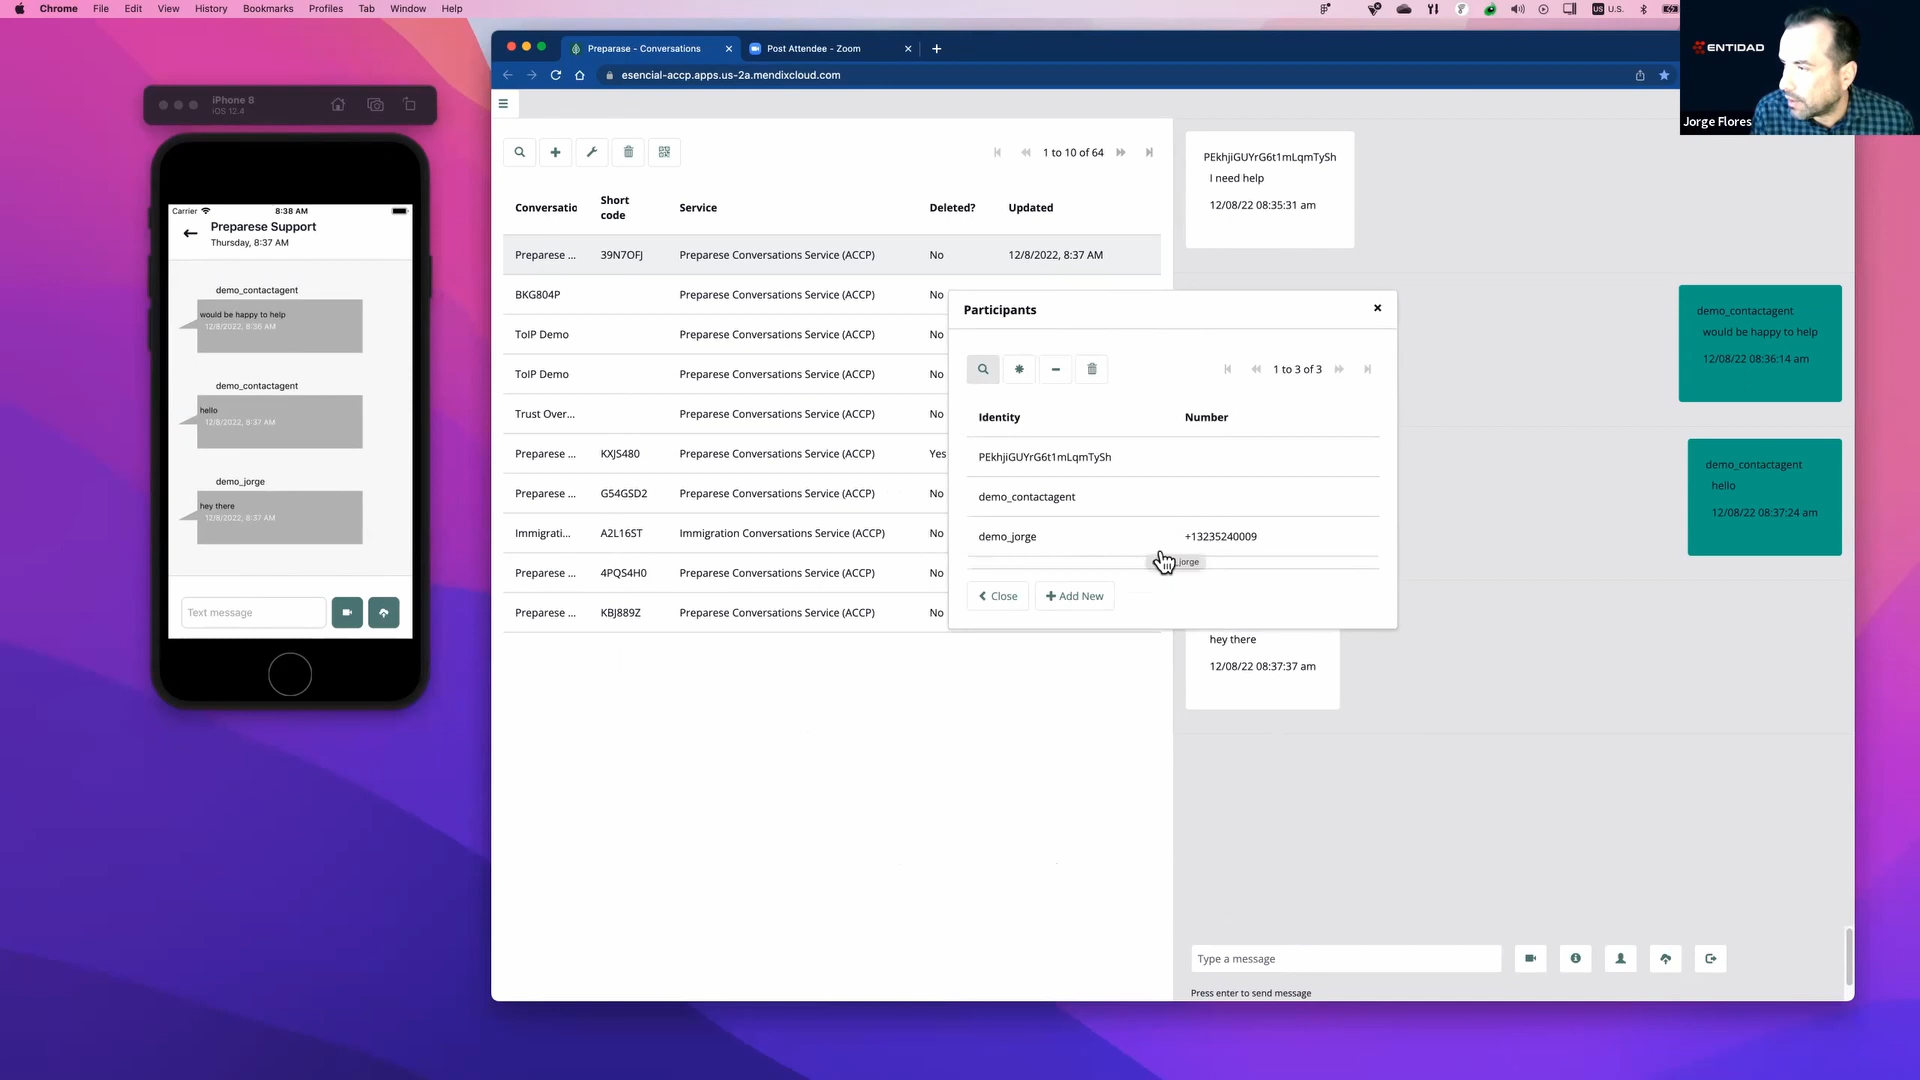 Chrome File Edit View History Bookmarks Profiles Tab Window Help
U.S.
ENTIDAD
Jorge Flores
iPhone 8
iOS 12.4
Carrier
8:38 AM
Preparese Support
Thursday, 8:37 AM
demo_contactagent
would be happy to help
12/8/2022, 8:36 AM
demo_contactagent
hello
12/8/2022, 8:37 AM
demo_jorge
hey there
12/8/2022, 8:37 AM
Text message
Preparase - Conversations
Post Attendee - Zoom
esencial-accp.apps.us-2a.mendixcloud.com
1 to 10 of 64
Conversatio Short code Service Deleted? Updated
Preparese ... 39N7OFJ Preparese Conversations Service (ACCP) No 12/8/2022, 8:37 AM
BKG804P Preparese Conversations Service (ACCP) No
ToIP Demo Preparese Conversations Service (ACCP) No
ToIP Demo Preparese Conversations Service (ACCP) No
Trust Over... Preparese Conversations Service (ACCP) No
Preparese ... KXJS480 Preparese Conversations Service (ACCP) Yes
Preparese ... G54GSD2 Preparese Conversations Service (ACCP) No
Immigrati... A2L16ST Immigration Conversations Service (ACCP) No
Preparese ... 4PQS4H0 Preparese Conversations Service (ACCP) No
Preparese ... KBJ889Z Preparese Conversations Service (ACCP) No
Participants
1 to 3 of 3
Identity Number
PEkhjiGUYrG6t1mLqmTySh
demo_contactagent
demo_jorge +13235240009
_jorge
Close
Add New
PEkhjiGUYrG6t1mLqmTySh
I need help
12/08/22 08:35:31 am
demo_contactagent
would be happy to help
12/08/22 08:36:14 am
demo_contactagent
hello
12/08/22 08:37:24 am
hey there
12/08/22 08:37:37 am
Type a message
Press enter to send message